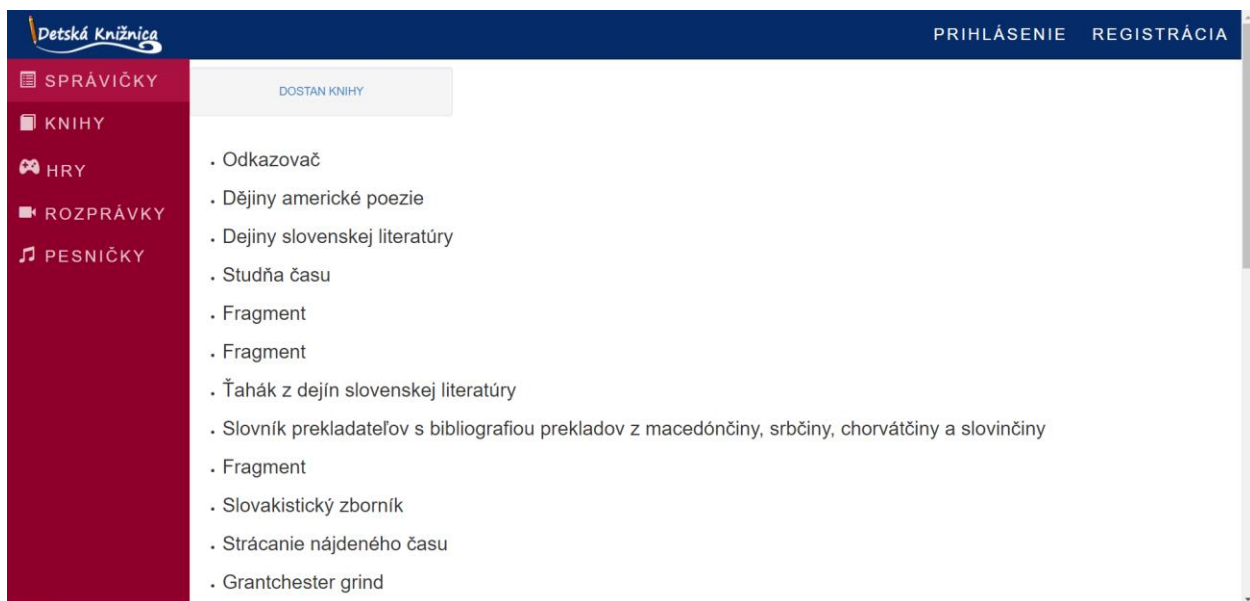 Detská Knižnica
PRIHLÁSENIE REGISTRÁCIA
SPRÁVIČKY
KNIHY
HRY
ROZPRÁVKY
PESNIČKY
DOSTAN KNIHY
Odkazovač
Dějiny americké poezie
Dejiny slovenskej literatúry
Studňa času
Fragment
Fragment
Ťahák z dejín slovenskej literatúry
Slovník prekladateľov s bibliografiou prekladov z macedónčiny, srbčiny, chorvátčiny a slovinčiny
Fragment
Slovakistický zborník
Strácanie nájdeného času
Grantchester grind